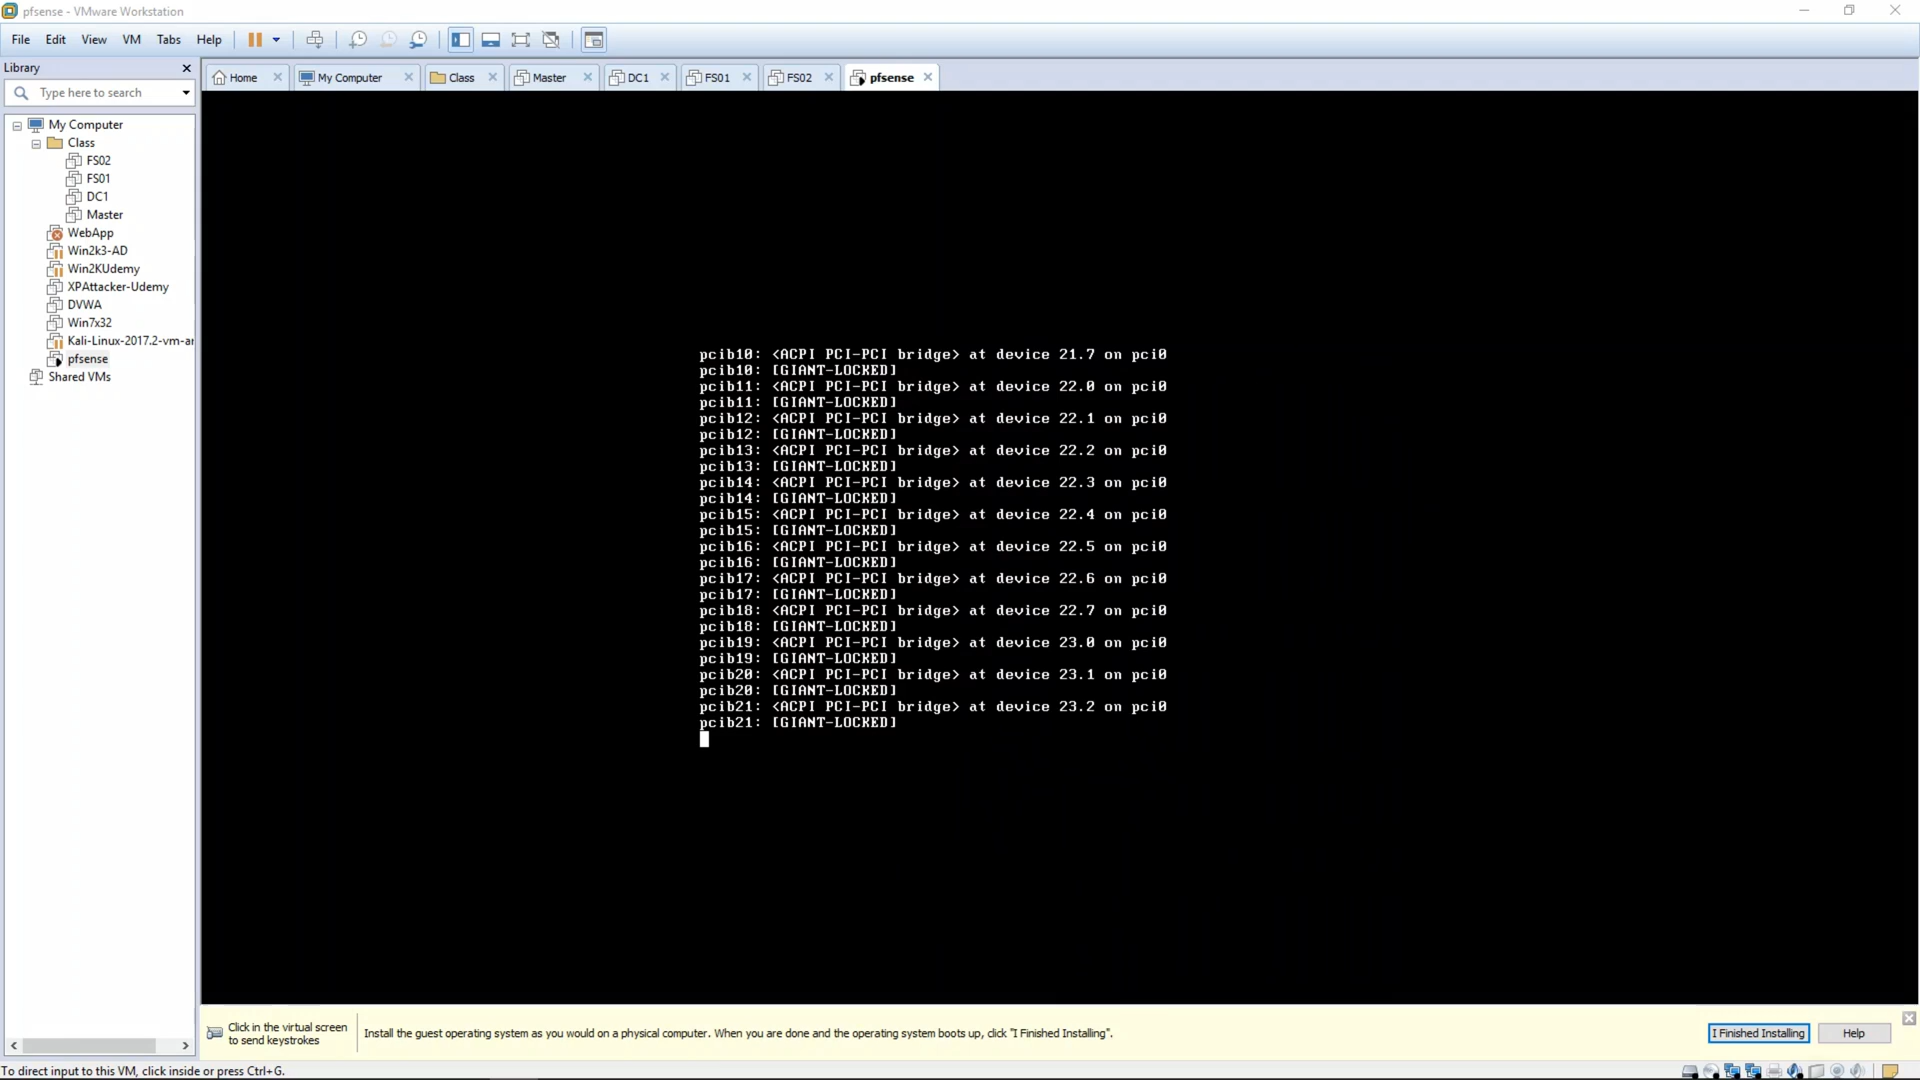 pfsense - VMware Workstation
File Edit View VM Tabs Help
Library
Type here to search
Home
My Computer
Class
Master
DC1
FS01
FS02
pfsense
My Computer
Class
FS02
FS01
DC1
Master
WebApp
Win2k3-AD
Win2KUdemy
XPAttacker-Udemy
DVWA
Win7x32
Kali-Linux-2017.2-vm-ar
pfsense
Shared VMs
pcib10: <ACPI PCI-PCI bridge> at device 21.7 on pci0
pcib10: [GIANT-LOCKED]
pcib11: <ACPI PCI-PCI bridge> at device 22.0 on pci0
pcib11: [GIANT-LOCKED]
pcib12: <ACPI PCI-PCI bridge> at device 22.1 on pci0
pcib12: [GIANT-LOCKED]
pcib13: <ACPI PCI-PCI bridge> at device 22.2 on pci0
pcib13: [GIANT-LOCKED]
pcib14: <ACPI PCI-PCI bridge> at device 22.3 on pci0
pcib14: [GIANT-LOCKED]
pcib15: <ACPI PCI-PCI bridge> at device 22.4 on pci0
pcib15: [GIANT-LOCKED]
pcib16: <ACPI PCI-PCI bridge> at device 22.5 on pci0
pcib16: [GIANT-LOCKED]
pcib17: <ACPI PCI-PCI bridge> at device 22.6 on pci0
pcib17: [GIANT-LOCKED]
pcib18: <ACPI PCI-PCI bridge> at device 22.7 on pci0
pcib18: [GIANT-LOCKED]
pcib19: <ACPI PCI-PCI bridge> at device 23.0 on pci0
pcib19: [GIANT-LOCKED]
pcib20: <ACPI PCI-PCI bridge> at device 23.1 on pci0
pcib20: [GIANT-LOCKED]
pcib21: <ACPI PCI-PCI bridge> at device 23.2 on pci0
pcib21: [GIANT-LOCKED]
Click in the virtual screen
to send keystrokes
Install the guest operating system as you would on a physical computer. When you are done and the operating system boots up, click "I Finished Installing".
I Finished Installing
Help
To direct input to this VM, click inside or press Ctrl+G.